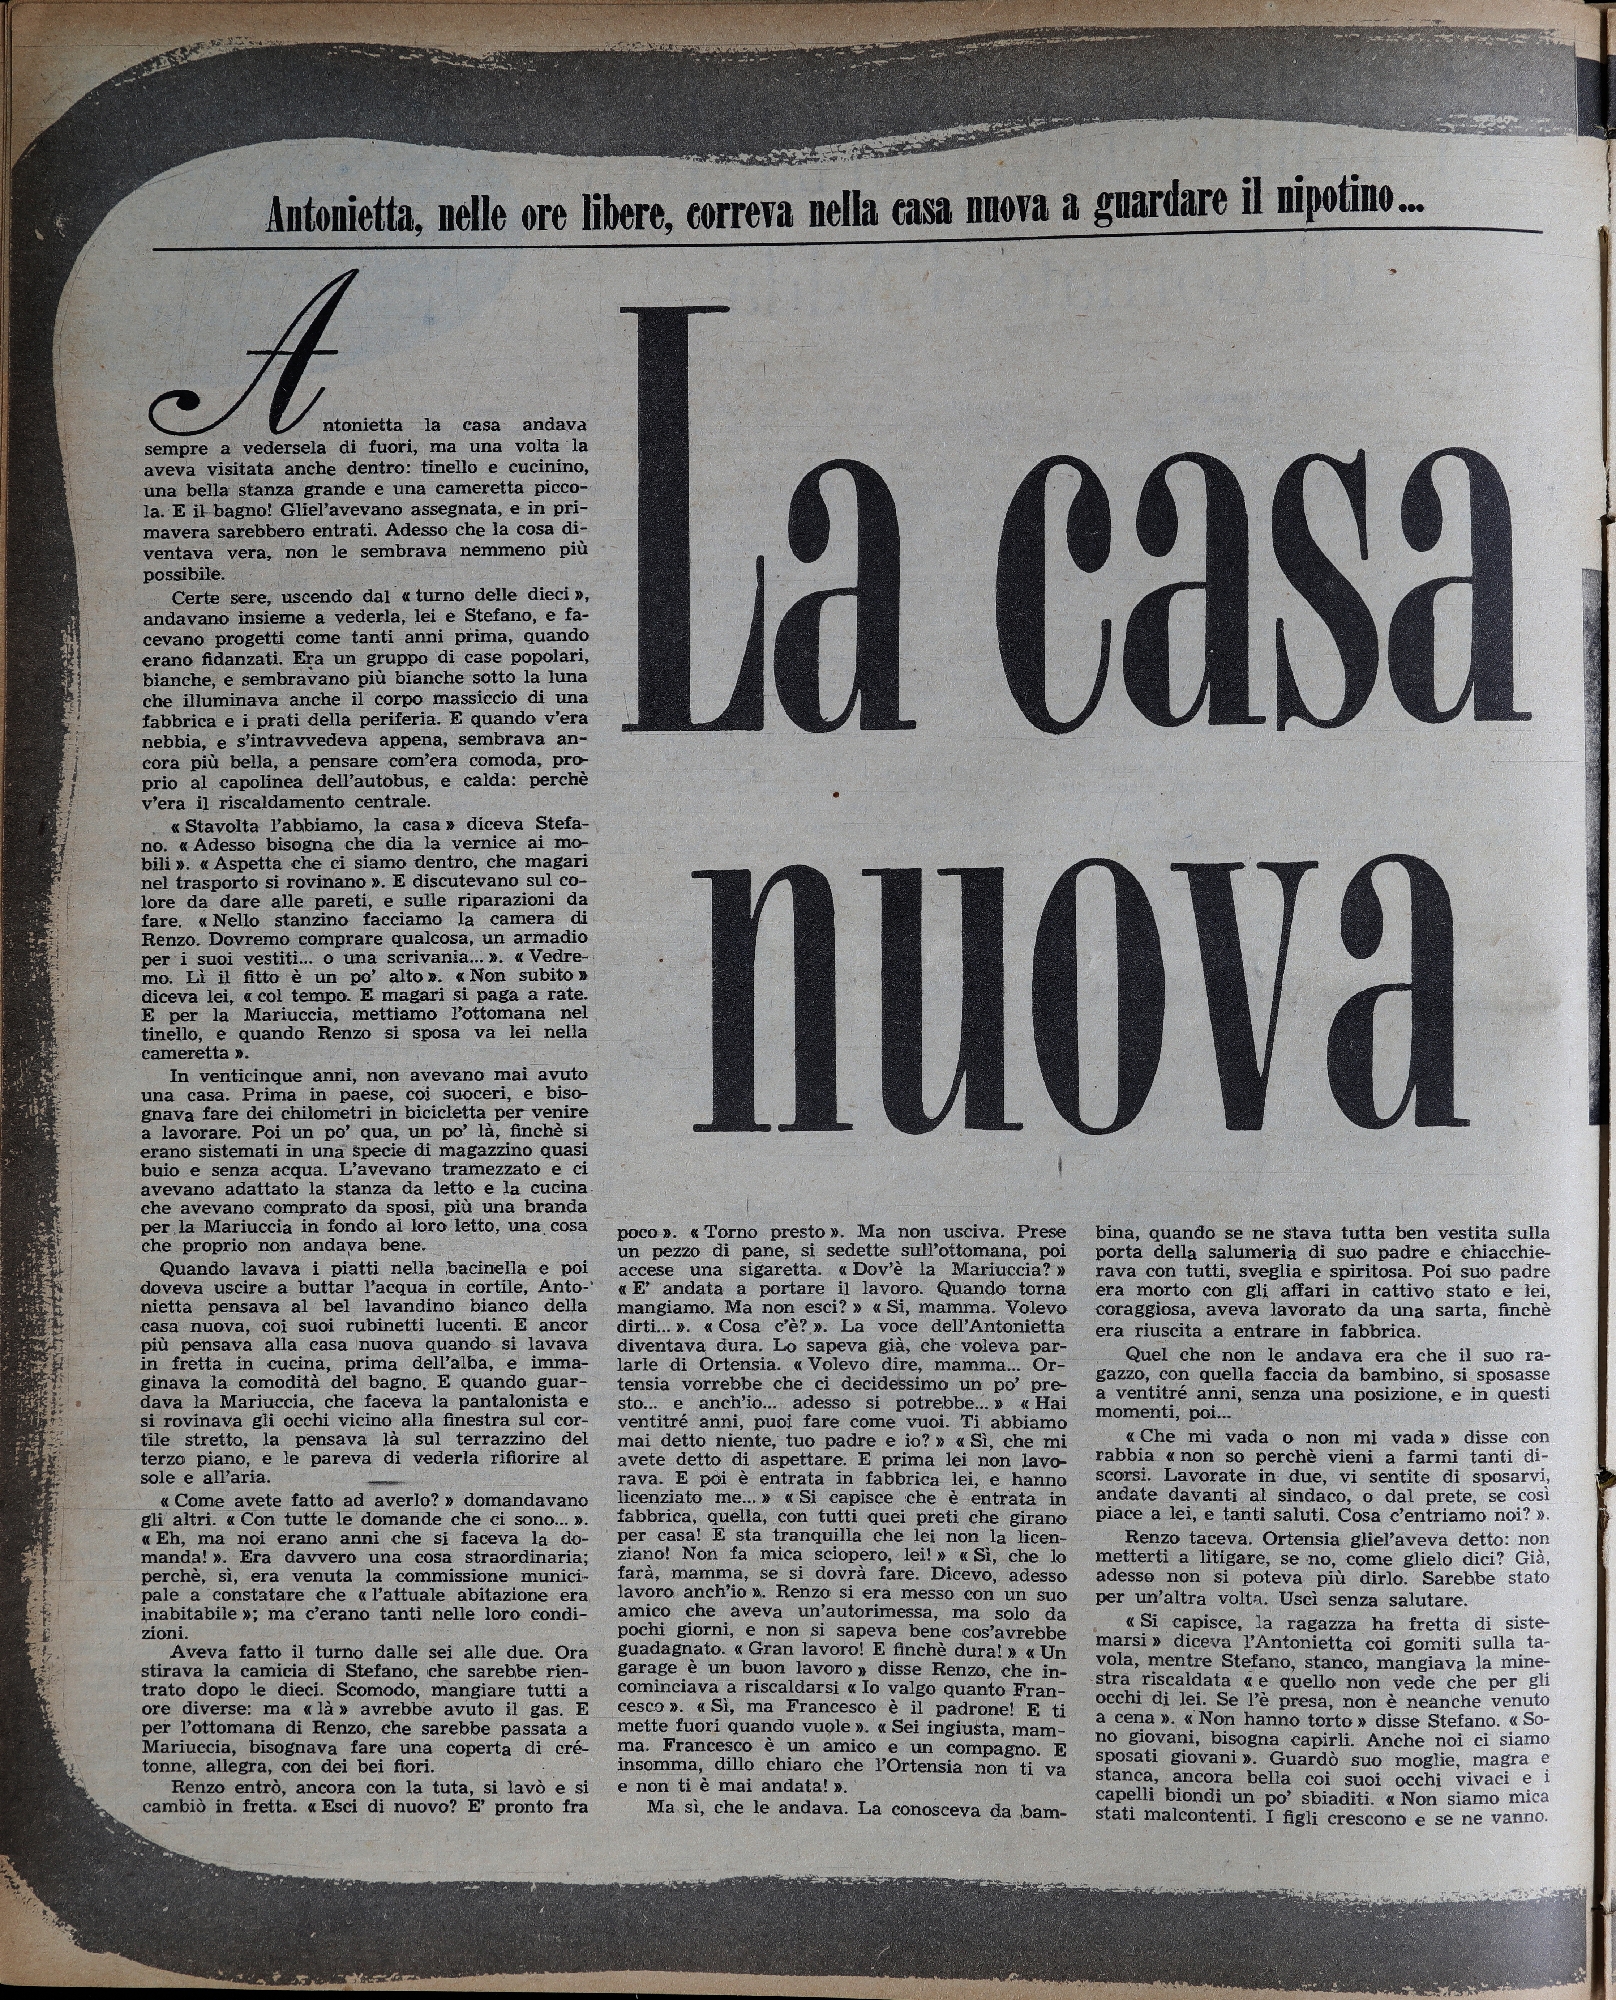 Antonietta, nelle ore libere, correva nella casa nuova a guardare il nipotino...
La casa
nuova
Antonietta la casa andava
sempre a vedersela di fuori, ma una volta la
aveva visitata anche dentro: tinello e cucinino,
una bella stanza grande e una cameretta picco-
la. E il bagno! Gliel'avevano assegnata, e in pri-
mavera sarebbero entrati. Adesso che la cosa di-
ventava vera, non le sembrava nemmeno più
possibile.
Certe sere, uscendo dal « turno delle dieci »,
andavano insieme a vederla, lei e Stefano, e fa-
cevano progetti come tanti anni prima, quando
erano fidanzati. Era un gruppo di case popolari,
bianche, e sembravano più bianche sotto la luna
che illuminava anche il corpo massiccio di una
fabbrica e i prati della periferia. E quando v'era
nebbia, e s'intravvedeva appena, sembrava an-
cora più bella, a pensare com'era comoda, pro-
prio al capolinea dell'autobus, e calda: perchè
v'era il riscaldamento centrale.
« Stavolta l'abbiamo, la casa » diceva Stefa-
no. « Adesso bisogna che dia la vernice ai mo-
bili ». « Aspetta che ci siamo dentro, che magari
nel trasporto si rovinano ». E discutevano sul co-
lore da dare alle pareti, e sulle riparazioni da
fare. « Nello stanzino facciamo la camera di
Renzo. Dovremo comprare qualcosa, un armadio
per i suoi vestiti... o una scrivania... ». « Vedre-
mo. Lì il fitto è un po' alto ». « Non subito »
diceva lei, « col tempo. E magari si paga a rate.
E per la Mariuccia, mettiamo l'ottomana nel
tinello, e quando Renzo si sposa va lei nella
cameretta ».
In venticinque anni, non avevano mai avuto
una casa. Prima in paese, coi suoceri, e biso-
gnava fare dei chilometri in bicicletta per venire
a lavorare. Poi un po' qua, un po' là, finchè si
erano sistemati in una specie di magazzino quasi
buio e senza acqua. L'avevano tramezzato e ci
avevano adattato la stanza da letto e la cucina
che avevano comprato da sposi, più una branda
per la Mariuccia in fondo al loro letto, una cosa
che proprio non andava bene.
Quando lavava i piatti nella bacinella e poi
doveva uscire a buttar l'acqua in cortile, Anto-
nietta pensava al bel lavandino bianco della
casa nuova, coi suoi rubinetti lucenti. E ancor
più pensava alla casa nuova quando si lavava
in fretta in cucina, prima dell'alba, e imma-
ginava la comodità del bagno. E quando guar-
dava la Mariuccia, che faceva la pantalonista e
si rovinava gli occhi vicino alla finestra sul cor-
tile stretto, la pensava là sul terrazzino del
terzo piano, e le pareva di vederla rifiorire al
sole e all'aria.
« Come avete fatto ad averlo? » domandavano
gli altri. « Con tutte le domande che ci sono... ».
« Eh, ma noi erano anni che si faceva la do-
manda! ». Era davvero una cosa straordinaria;
perchè, sì, era venuta la commissione munici-
pale a constatare che « l'attuale abitazione era
inabitabile »; ma c'erano tanti nelle loro condi-
zioni.
Aveva fatto il turno dalle sei alle due. Ora
stirava la camicia di Stefano, che sarebbe rien-
trato dopo le dieci. Scomodo, mangiare tutti a
ore diverse: ma « là » avrebbe avuto il gas. E
per l'ottomana di Renzo, che sarebbe passata a
Mariuccia, bisognava fare una coperta di cré-
tonne, allegra, con dei bei fiori.
Renzo entrò, ancora con la tuta, si lavò e si
cambiò in fretta. « Esci di nuovo? E' pronto fra
poco ». « Torno presto ». Ma non usciva. Prese
un pezzo di pane, si sedette sull'ottomana, poi
accese una sigaretta. « Dov'è la Mariuccia? »
« E' andata a portare il lavoro. Quando torna
mangiamo. Ma non esci? » « Sì, mamma. Volevo
dirti... ». « Cosa c'è? ». La voce dell'Antonietta
diventava dura. Lo sapeva già, che voleva par-
larle di Ortensia. « Volevo dire, mamma... Or-
tensia vorrebbe che ci decidessimo un po' pre-
sto... e anch'io... adesso si potrebbe... » « Hai
ventitré anni, puoi fare come vuoi. Ti abbiamo
mai detto niente, tuo padre e io? » « Sì, che mi
avete detto di aspettare. E prima lei non lavo-
rava. E poi è entrata in fabbrica lei, e hanno
licenziato me... » « Si capisce che è entrata in
fabbrica, quella, con tutti quei preti che girano
per casa! E sta tranquilla che lei non la licen-
ziano! Non fa mica sciopero, lei! » « Sì, che lo
farà, mamma, se si dovrà fare. Dicevo, adesso
lavoro anch'io ». Renzo si era messo con un suo
amico che aveva un'autorimessa, ma solo da
pochi giorni, e non si sapeva bene cos'avrebbe
guadagnato. « Gran lavoro! E finchè dura! » « Un
garage è un buon lavoro » disse Renzo, che in-
cominciava a riscaldarsi « Io valgo quanto Fran-
cesco ». « Sì, ma Francesco è il padrone! E ti
mette fuori quando vuole ». « Sei ingiusta, mam-
ma. Francesco è un amico e un compagno. E
insomma, dillo chiaro che l'Ortensia non ti va
e non ti è mai andata! ».
Ma sì, che le andava. La conosceva da bam-
bina, quando se ne stava tutta ben vestita sulla
porta della salumeria di suo padre e chiacchie-
rava con tutti, sveglia e spiritosa. Poi suo padre
era morto con gli affari in cattivo stato e lei,
coraggiosa, aveva lavorato da una sarta, finchè
era riuscita a entrare in fabbrica.
Quel che non le andava era che il suo ra-
gazzo, con quella faccia da bambino, si sposasse
a ventitré anni, senza una posizione, e in questi
momenti, poi...
« Che mi vada o non mi vada » disse con
rabbia « non so perchè vieni a farmi tanti di-
scorsi. Lavorate in due, vi sentite di sposarvi,
andate davanti al sindaco, o dal prete, se così
piace a lei, e tanti saluti. Cosa c'entriamo noi? ».
Renzo taceva. Ortensia gliel'aveva detto: non
metterti a litigare, se no, come glielo dici? Già,
adesso non si poteva più dirlo. Sarebbe stato
per un'altra volta. Uscì senza salutare.
« Si capisce, la ragazza ha fretta di siste-
marsi » diceva l'Antonietta coi gomiti sulla ta-
vola, mentre Stefano, stanco, mangiava la mine-
stra riscaldata « e quello non vede che per gli
occhi di lei. Se l'è presa, non è neanche venuto
a cena ». « Non hanno torto » disse Stefano. « So-
no giovani, bisogna capirli. Anche noi ci siamo
sposati giovani ». Guardò suo moglie, magra e
stanca, ancora bella coi suoi occhi vivaci e i
capelli biondi un po' sbiaditi. « Non siamo mica
stati malcontenti. I figli crescono e se ne vanno.